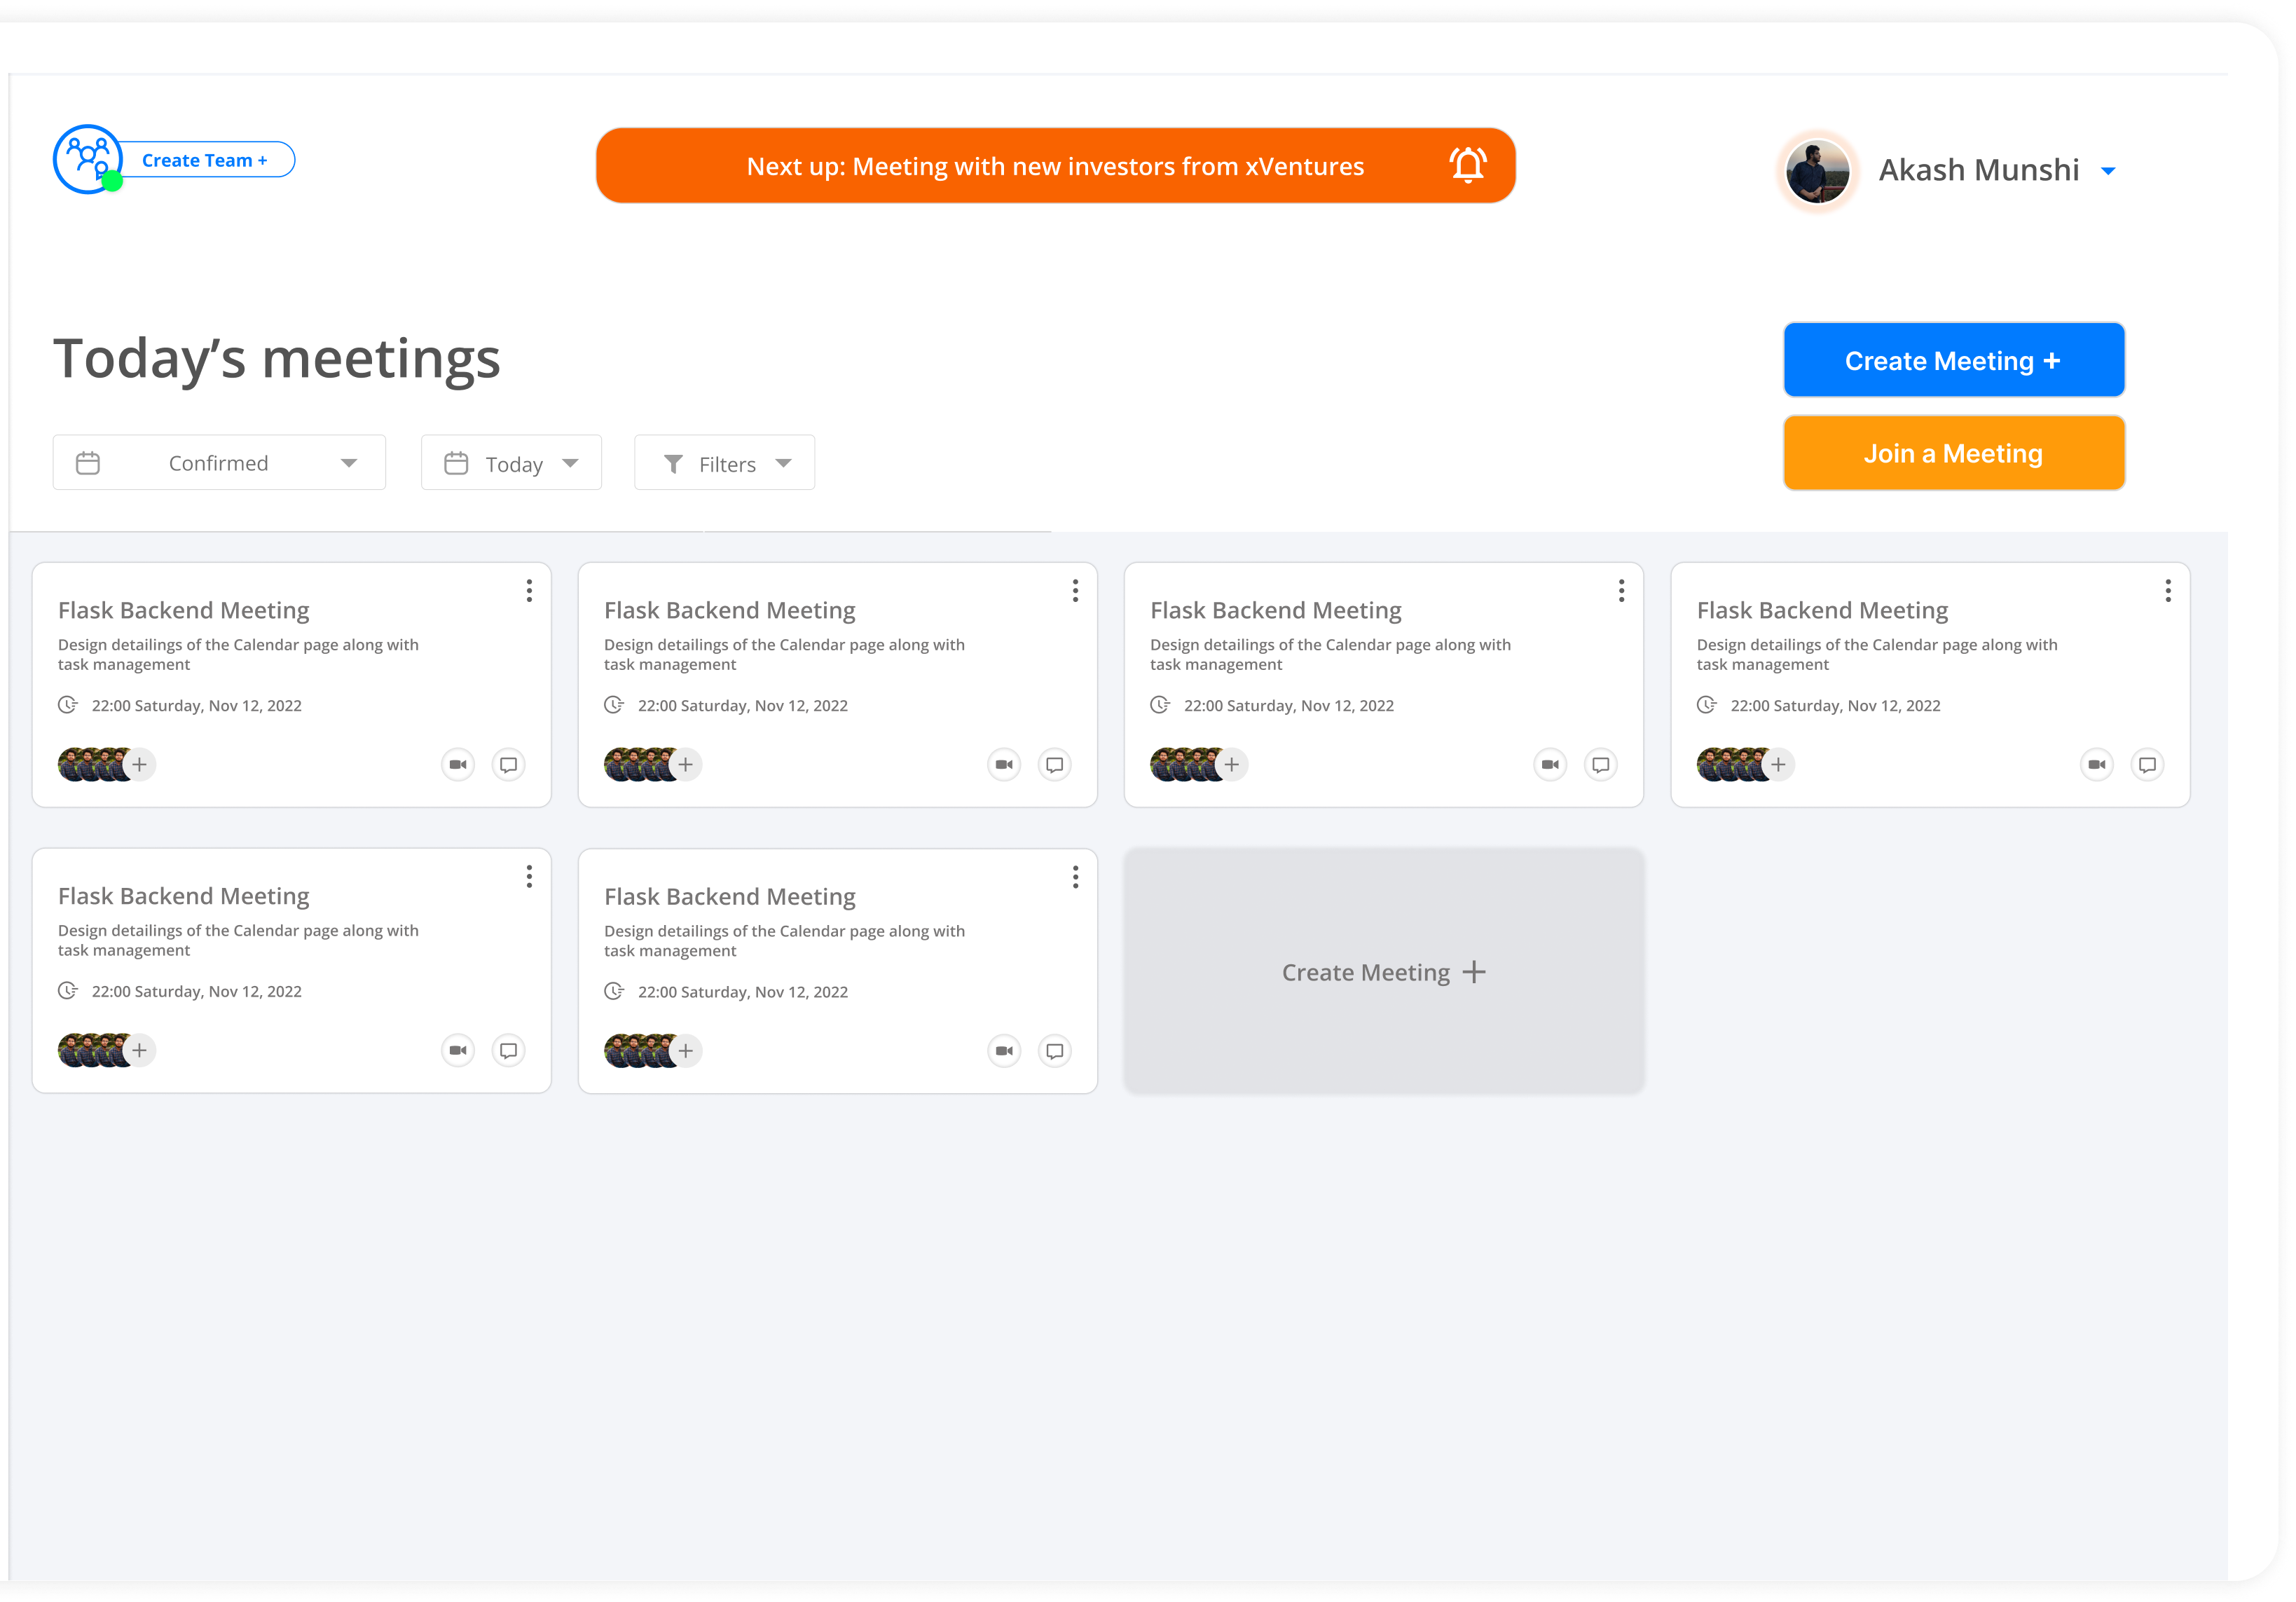 Create Team +
Next up: Meeting with new investors from xVentures
Akash Munshi
Today’s meetings
Create Meeting +
Join a Meeting
Confirmed
Today
Filters
Flask Backend Meeting
Design detailings of the Calendar page along with
task management
22:00 Saturday, Nov 12, 2022
Flask Backend Meeting
Design detailings of the Calendar page along with
task management
22:00 Saturday, Nov 12, 2022
Flask Backend Meeting
Design detailings of the Calendar page along with
task management
22:00 Saturday, Nov 12, 2022
Flask Backend Meeting
Design detailings of the Calendar page along with
task management
22:00 Saturday, Nov 12, 2022
Flask Backend Meeting
Design detailings of the Calendar page along with
task management
22:00 Saturday, Nov 12, 2022
Flask Backend Meeting
Design detailings of the Calendar page along with
task management
22:00 Saturday, Nov 12, 2022
Create Meeting +